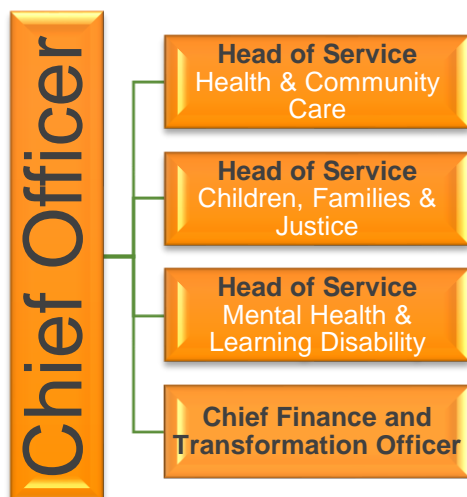 Chief Officer
Head of Service
Health & Community
Care
Head of Service
Children, Families &
Justice
Head of Service
Mental Health &
Learning Disability
Chief Finance and
Transformation Officer